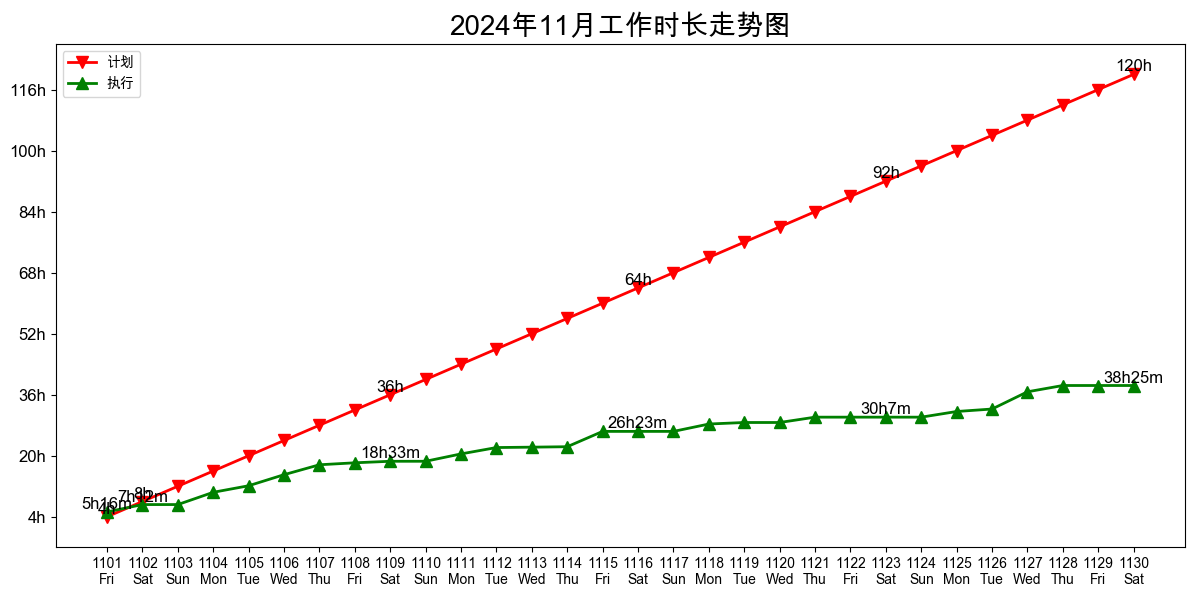 2024年11月工作时长走势图
计划
执行
116h
100h
84h
68h
52h
36h
20h
4h
120h
92h
64h
36h
8h
4h
5h16m
7h12m
18h33m
26h23m
30h7m
38h25m
1101 1102 1103 1104 1105 1106 1107 1108 1109 1110 1111 1112 1113 1114 1115 1116 1117 1118 1119 1120 1121 1122 1123 1124 1125 1126 1127 1128 1129 1130
Fri Sat Sun Mon Tue Wed Thu Fri Sat Sun Mon Tue Wed Thu Fri Sat Sun Mon Tue Wed Thu Fri Sat Sun Mon Tue Wed Thu Fri Sat